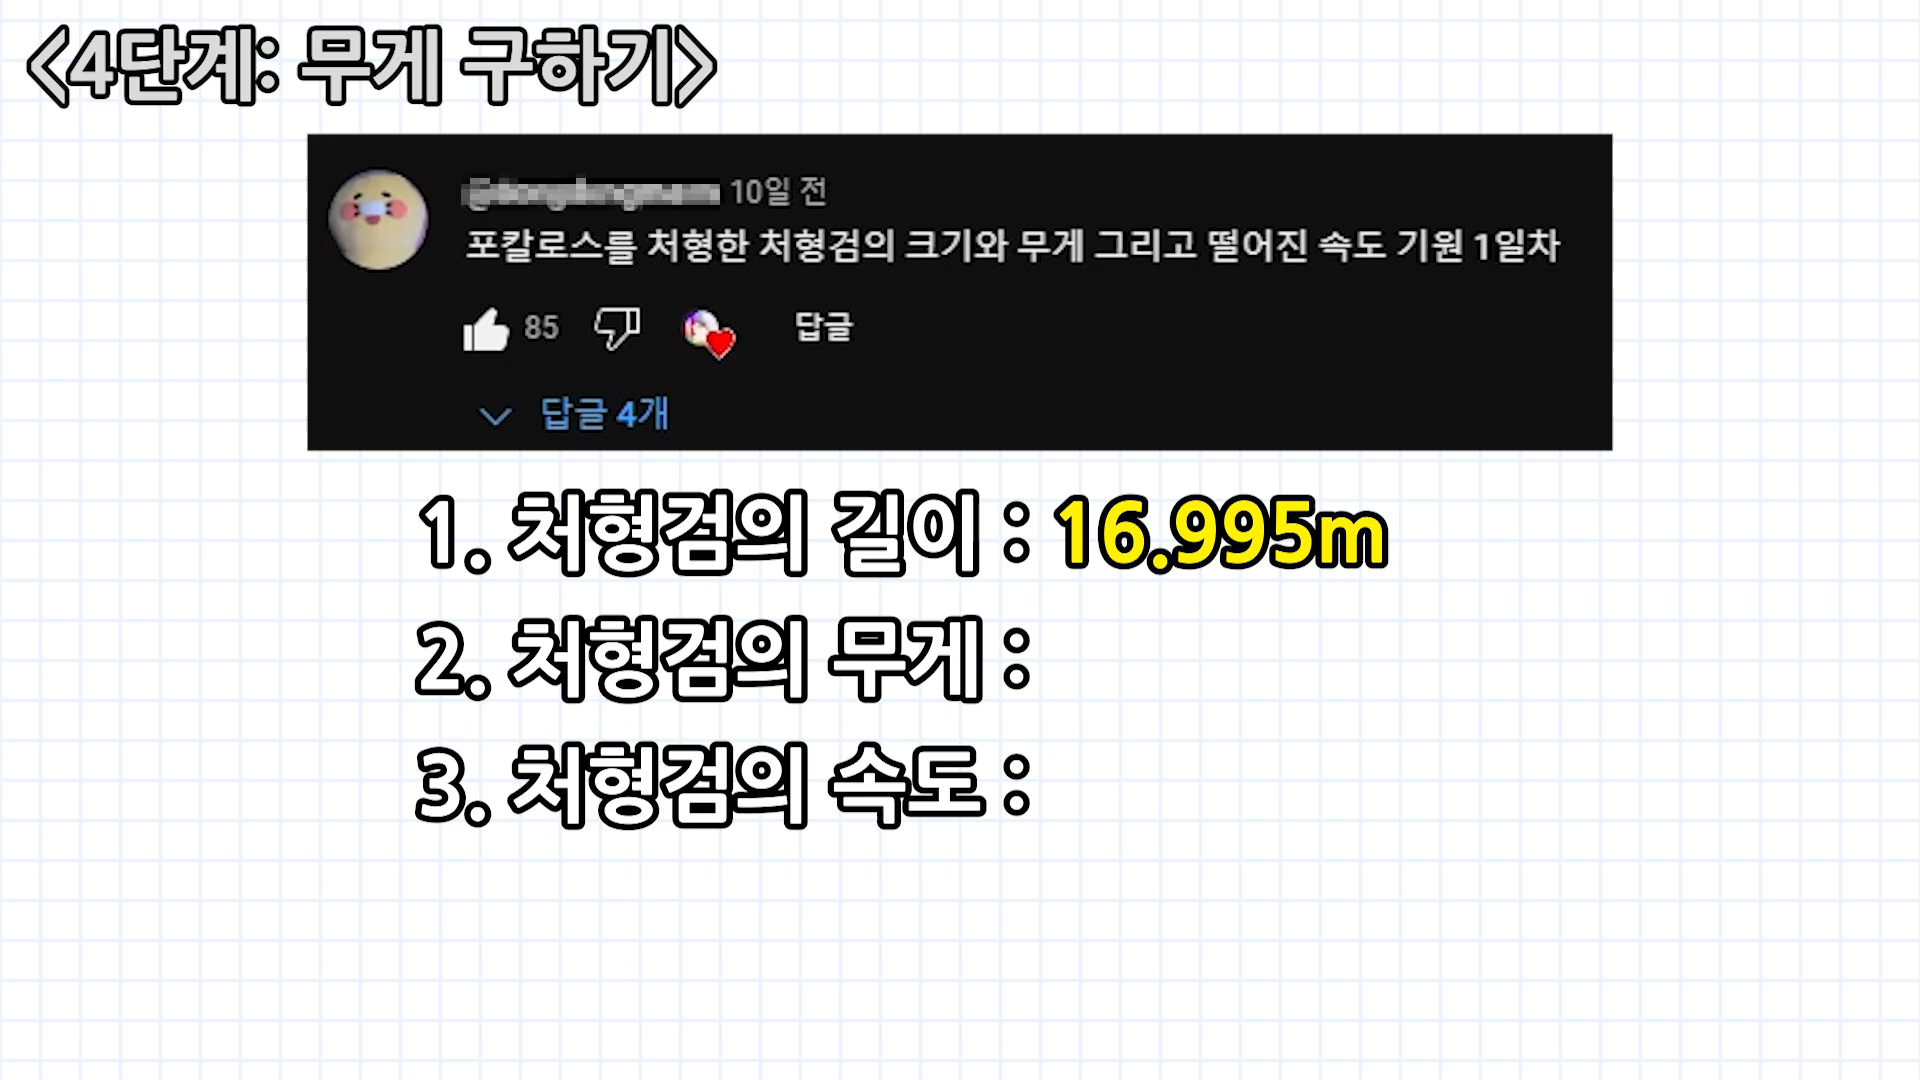 <4단계: 무게 구하기>
10일 전
포칼로스를 처형한 처형검의 크기와 무게 그리고 떨어진 속도 기원 1일차
85 답글
답글 4개
1. 처형검의 길이 : 16.995m
2. 처형검의 무게 :
3. 처형검의 속도 :